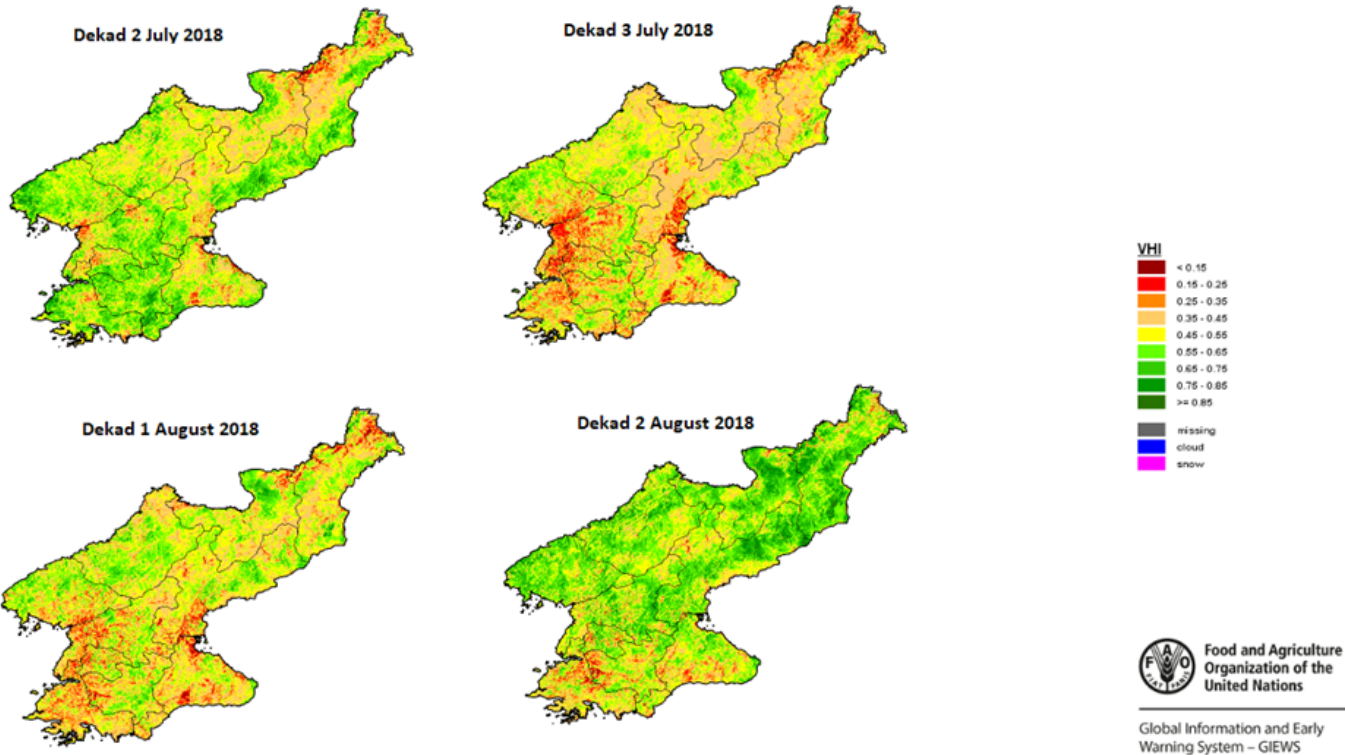 Dekad 2 July 2018
Dekad 3 July 2018
Dekad 1 August 2018
Dekad 2 August 2018
VHI
< 0.15
0.15 - 0.25
0.25 - 0.35
0.35 - 0.45
0.45 - 0.55
0.55 - 0.65
0.65 - 0.75
0.75 - 0.85
>= 0.85
missing
cloud
snow
F A O
FIAT PANIS
Food and Agriculture
Organization of the
United Nations
Global Information and Early
Warning System – GIEWS